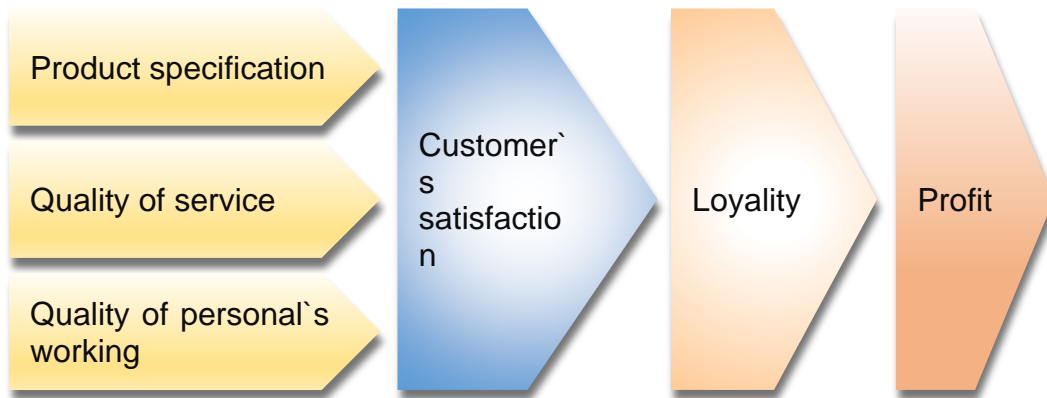 Product specification
Quality of service
Quality of personal`s
working
Customer`
s
satisfactio
n
Loyality
Profit